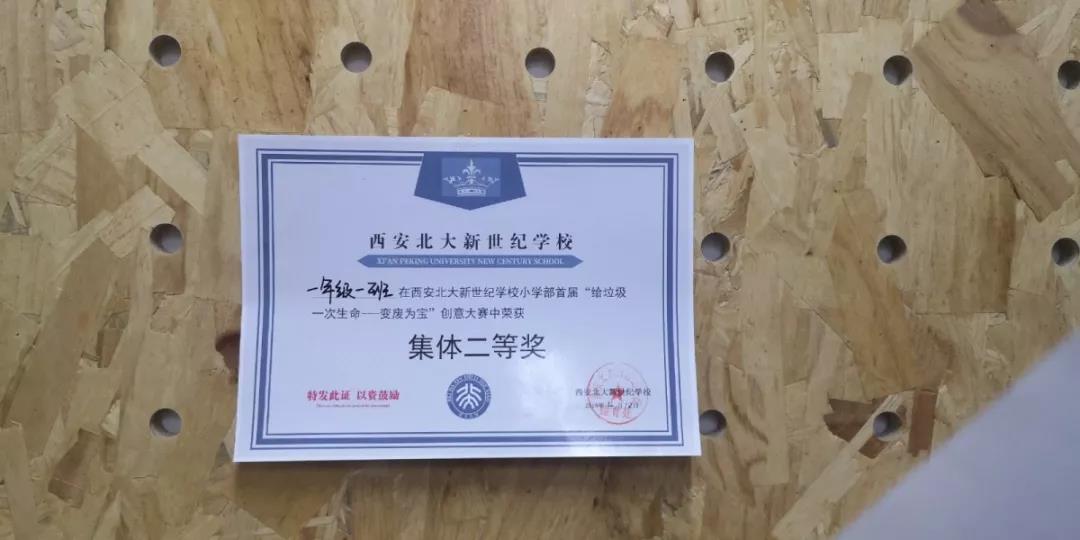 西安北大新世纪学校
XI'AN PEKING UNIVERSITY NEW CENTURY SCHOOL
一年级一班 在西安北大新世纪学校小学部首届“给垃圾
一次生命---变废为宝”创意大赛中荣获
集体二等奖
特发此证 以资鼓励
西安北大新世纪学校